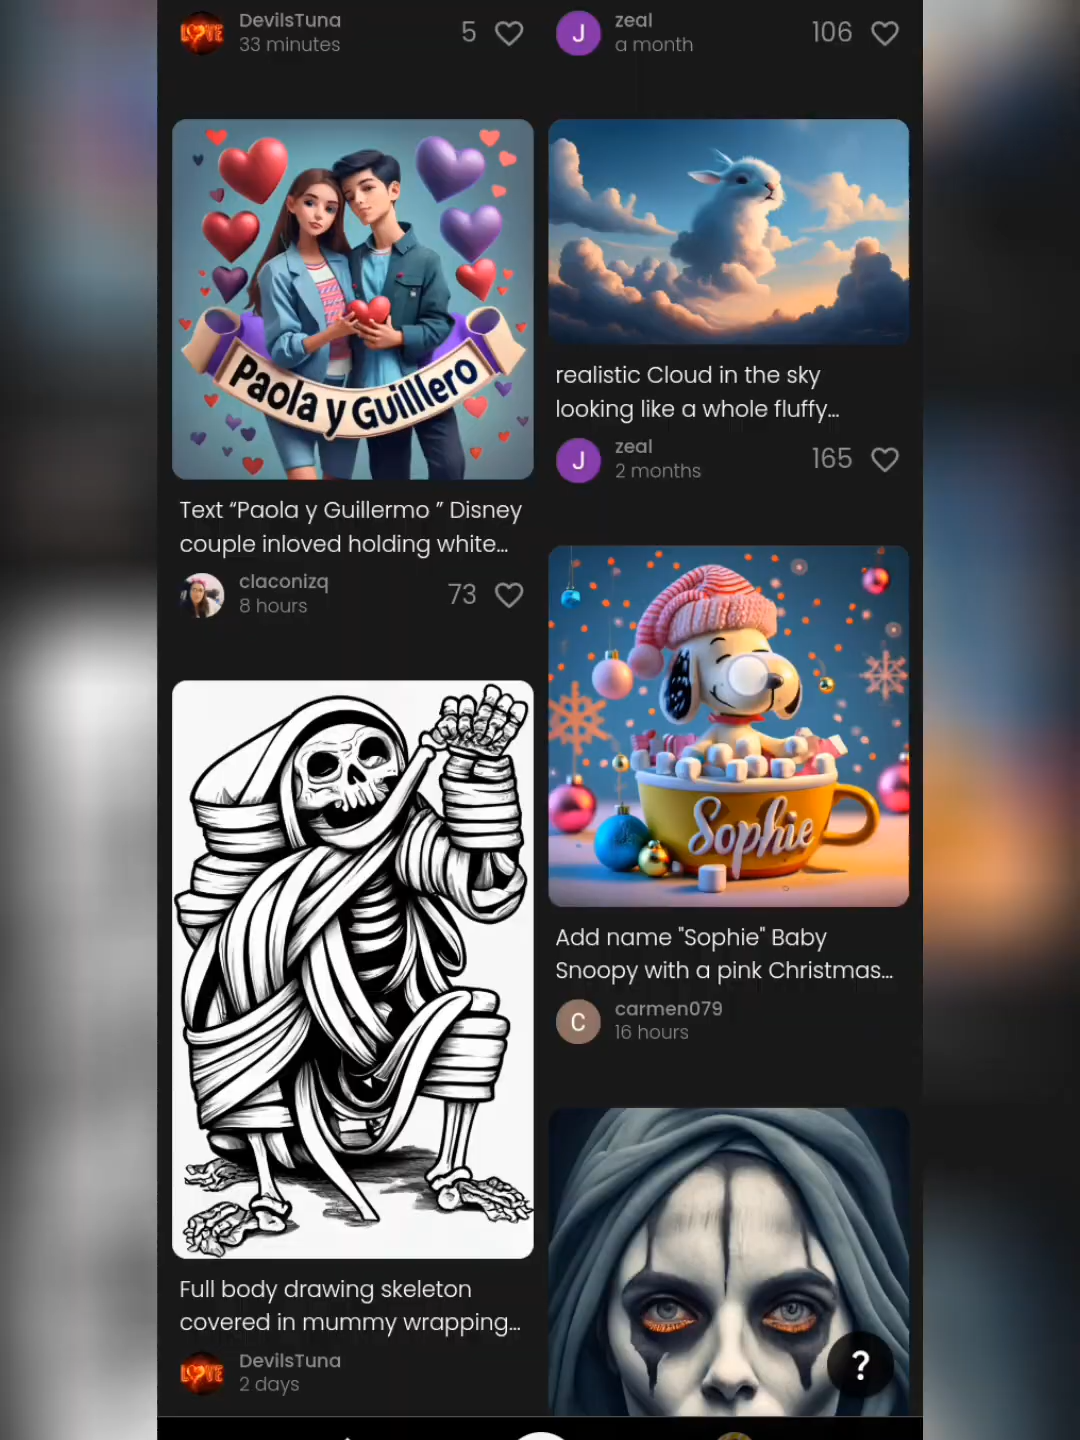 DevilsTuna
33 minutes
5
J
zeal
a month
106
Paola y Guilllero
Text “Paola y Guillermo ” Disney
couple inloved holding white...
claconizq
8 hours
73
realistic Cloud in the sky
looking like a whole fluffy...
J
zeal
2 months
165
Sophie
Add name "Sophie" Baby
Snoopy with a pink Christmas...
C
carmen079
16 hours
Full body drawing skeleton
covered in mummy wrapping...
LOVE
DevilsTuna
2 days
?